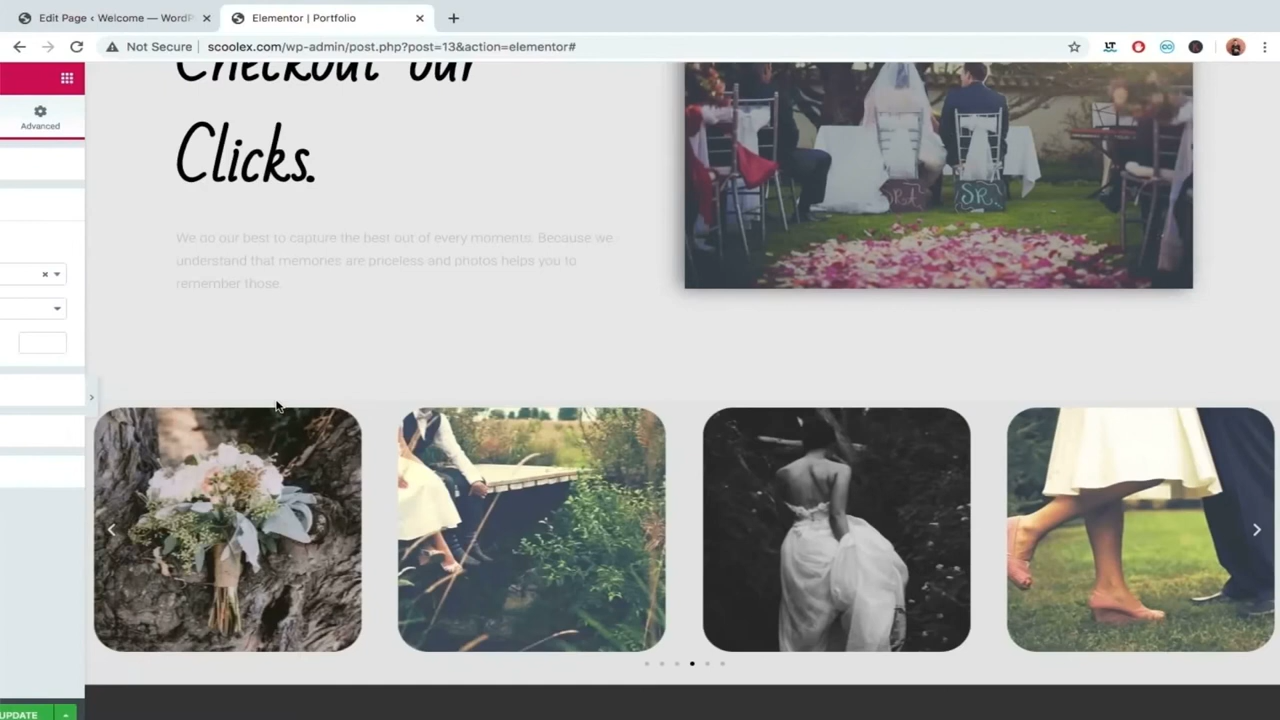 Edit Page ‹ Welcome — WordP
Elementor | Portfolio
Not Secure
scoolex.com/wp-admin/post.php?post=13&action=elementor#
Advanced
Checkout our
Clicks.
We do our best to capture the best out of every moments. Because we
understand that memories are priceless and photos helps you to
remember those.
SR.
UPDATE